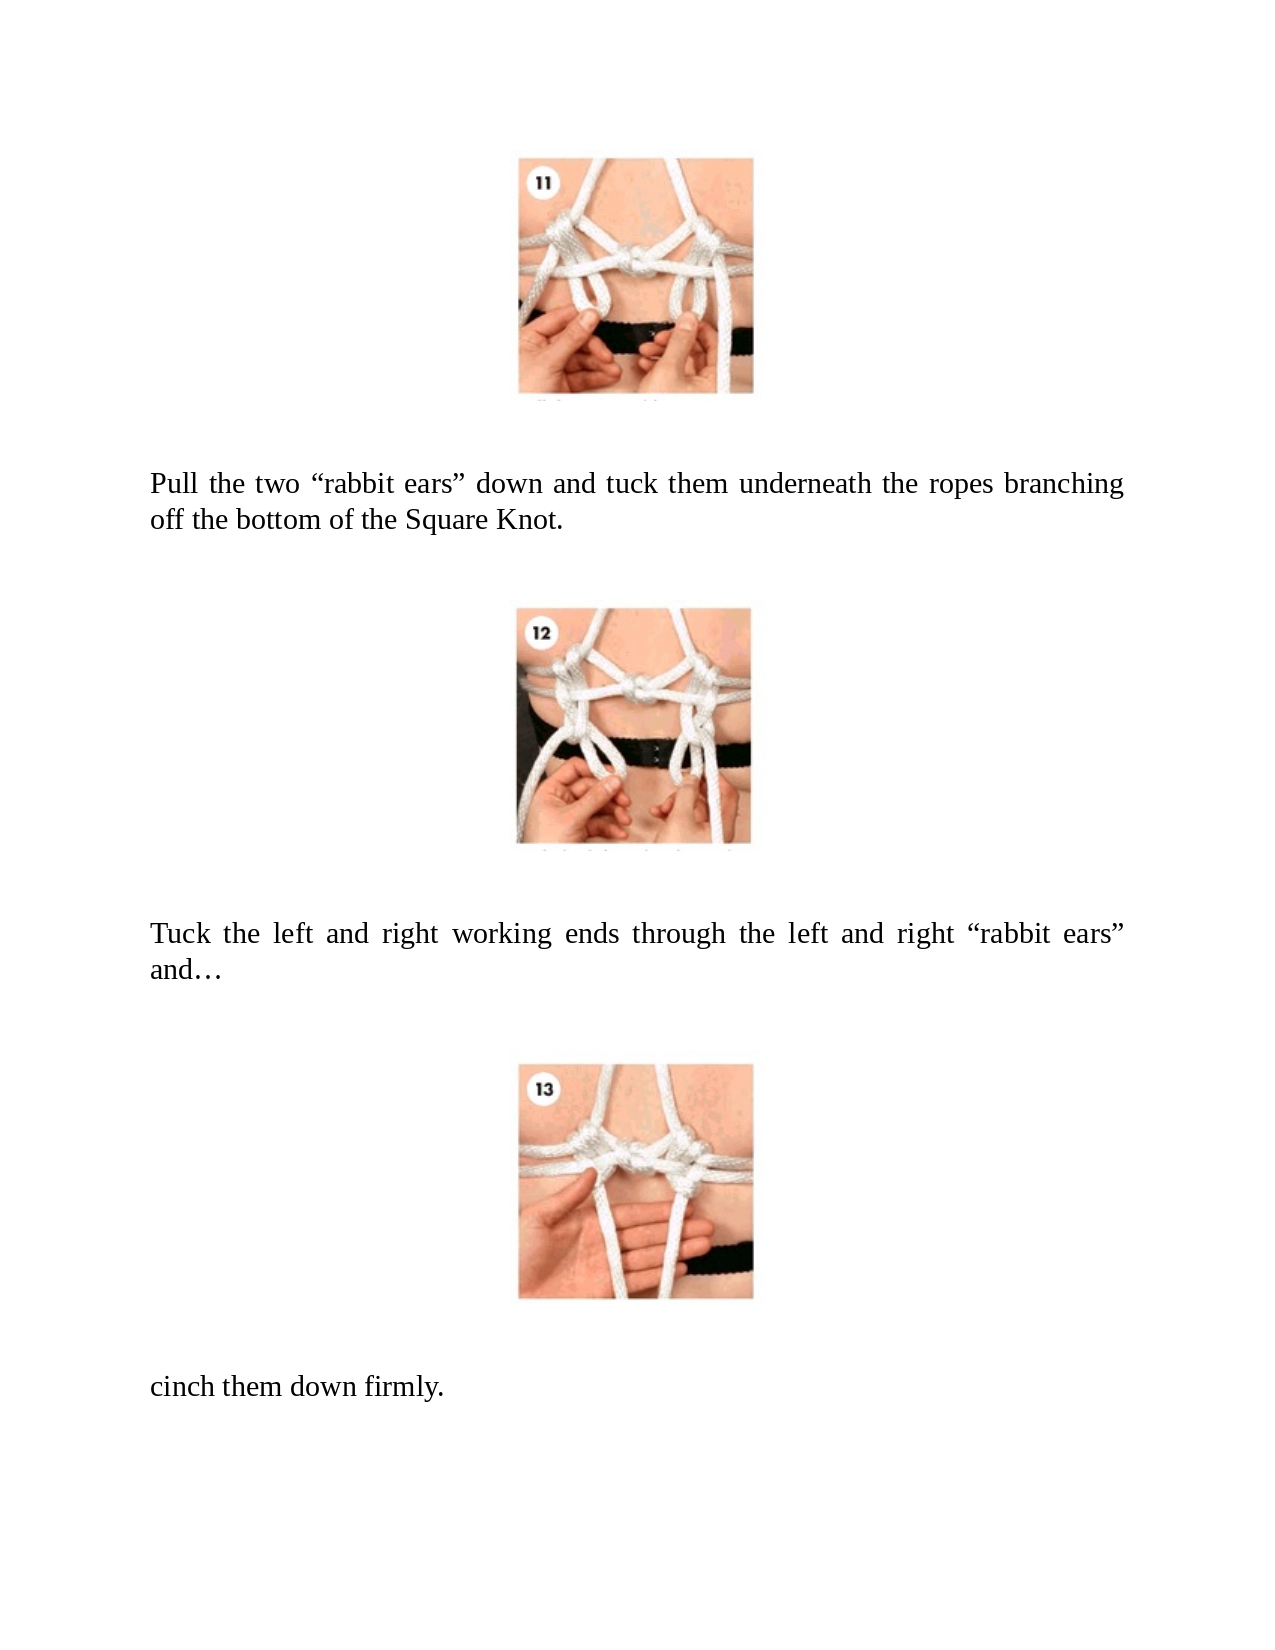 11
Pull the two “rabbit ears” down and tuck them underneath the ropes branching
off the bottom of the Square Knot.
12
Tuck the left and right working ends through the left and right “rabbit ears”
and…
13
cinch them down firmly.